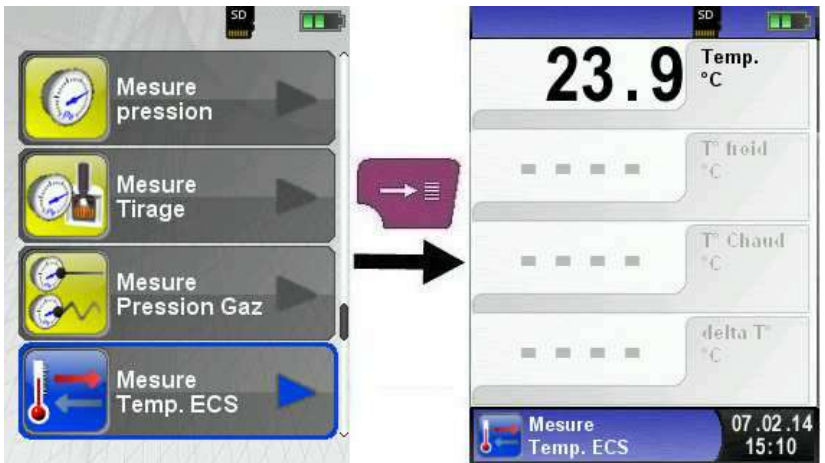 SD
Mesure
pression
Mesure
Tirage
Mesure
Pression Gaz
Mesure
Temp. ECS
SD
23.9 Temp.
°C
- - - - T° froid
°C
- - - - T° Chaud
°C
- - - - delta T°
°C
Mesure
Temp. ECS
07.02.14
15:10